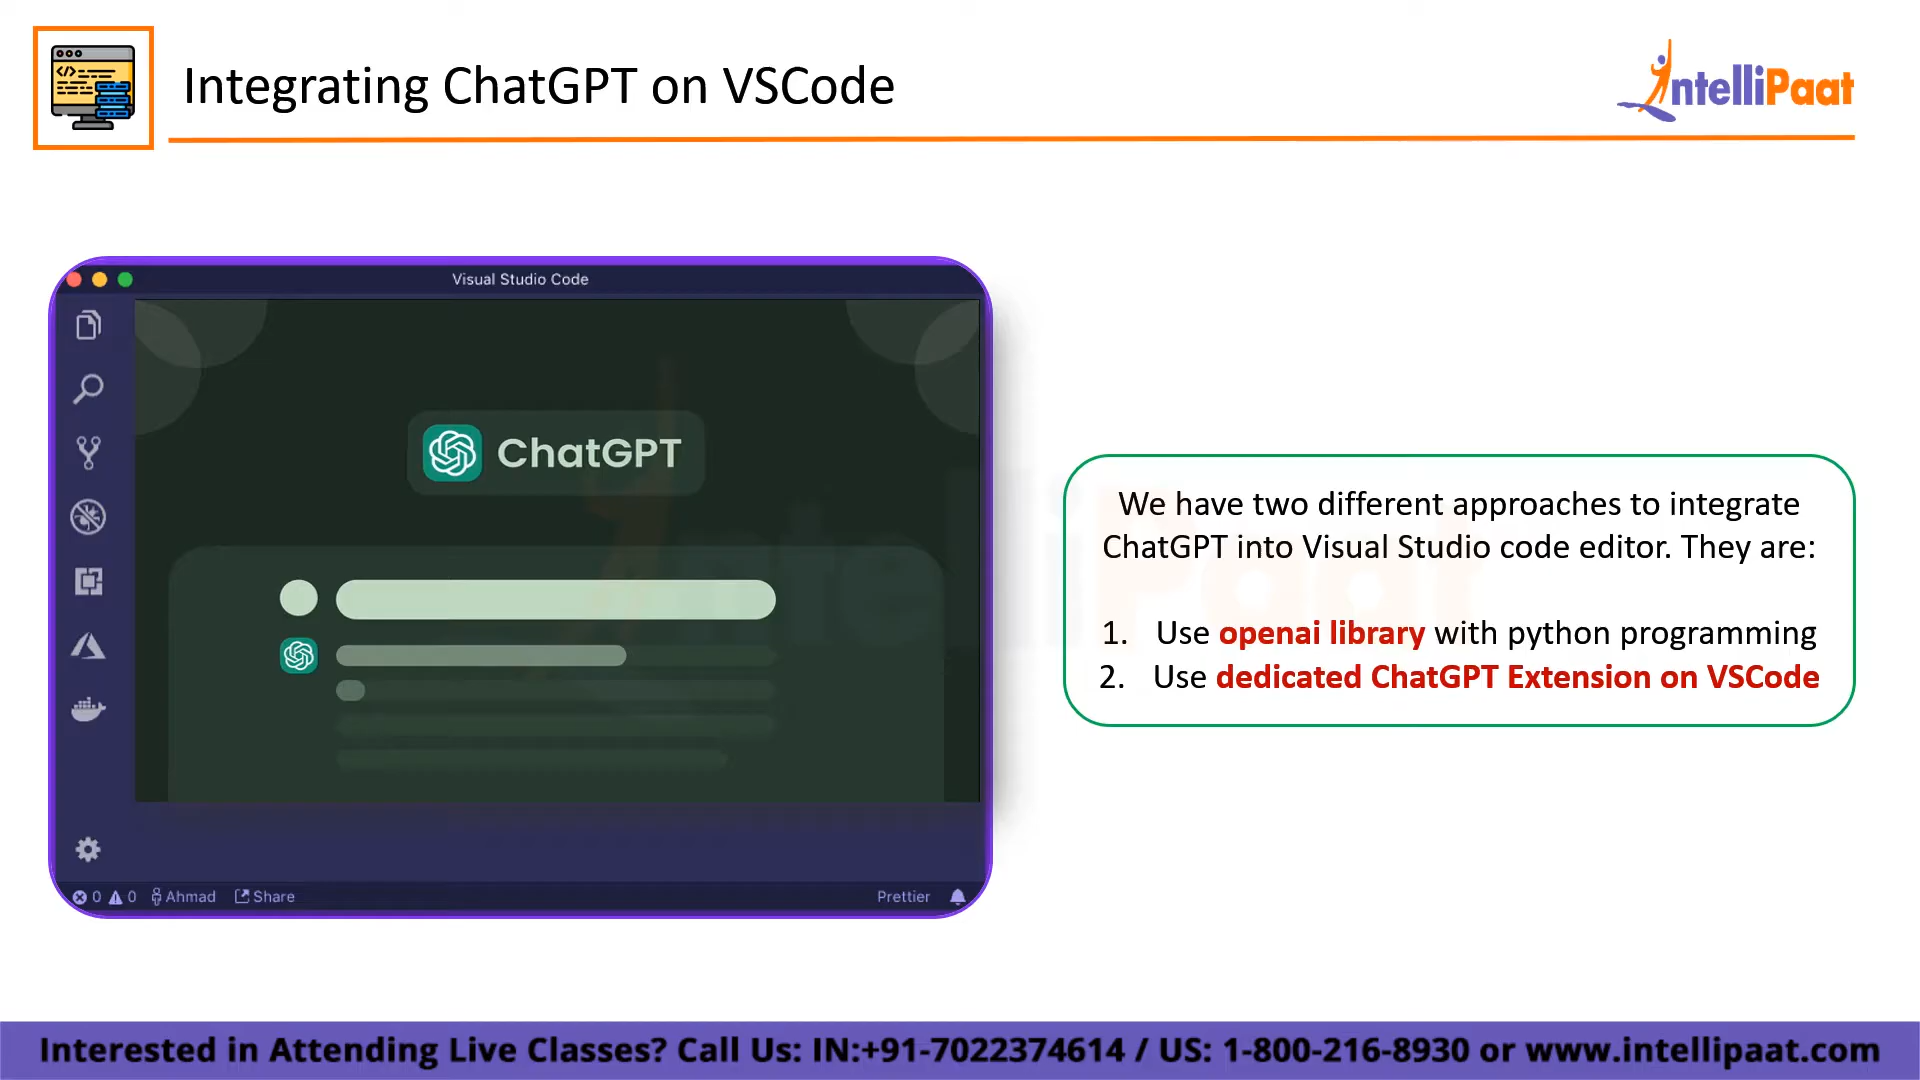 Integrating ChatGPT on VSCode
IntelliPaat
Visual Studio Code
ChatGPT
We have two different approaches to integrate
ChatGPT into Visual Studio code editor. They are:
1. Use openai library with python programming
2. Use dedicated ChatGPT Extension on VSCode
0 0 Ahmad Share Prettier
Interested in Attending Live Classes? Call Us: IN:+91-7022374614 / US: 1-800-216-8930 or www.intellipaat.com